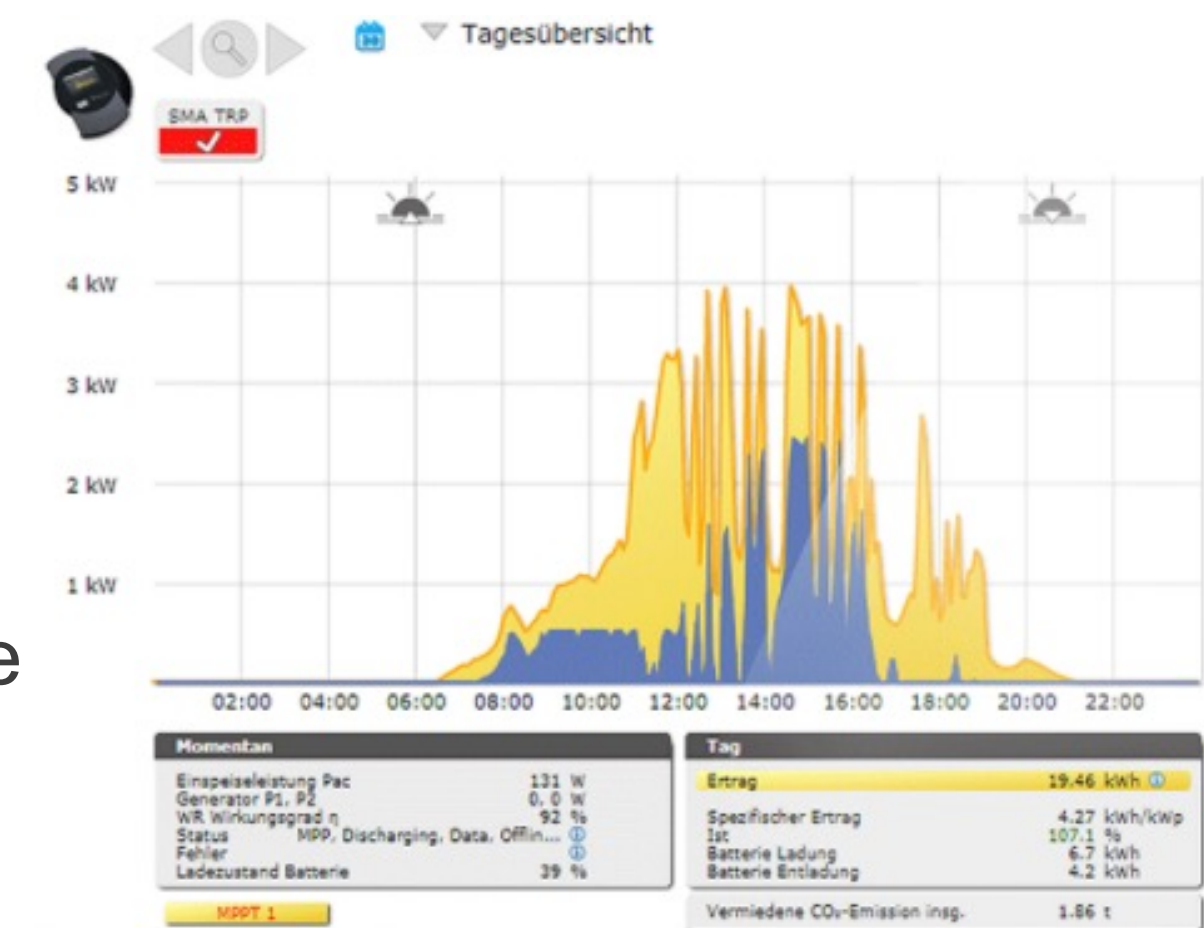 Tagesübersicht
SMA TRP
5 kW
4 kW
3 kW
2 kW
1 kW
e
02:00 04:00 06:00 08:00 10:00 12:00 14:00 16:00 18:00 20:00 22:00
Momentan
Einspeiseleistung Pac 131 W
Generator P1, P2 0, 0 W
WR Wirkungsgrad η 92 %
Status MPP, Discharging, Data, Offlin...
Fehler
Ladezustand Batterie 39 %
MPPT 1
Tag
Ertrag 19.46 kWh
Spezifischer Ertrag 4.27 kWh/kWp
Ist 107.1 %
Batterie Ladung 6.7 kWh
Batterie Entladung 4.2 kWh
Vermiedene CO₂-Emission insg. 1.86 t